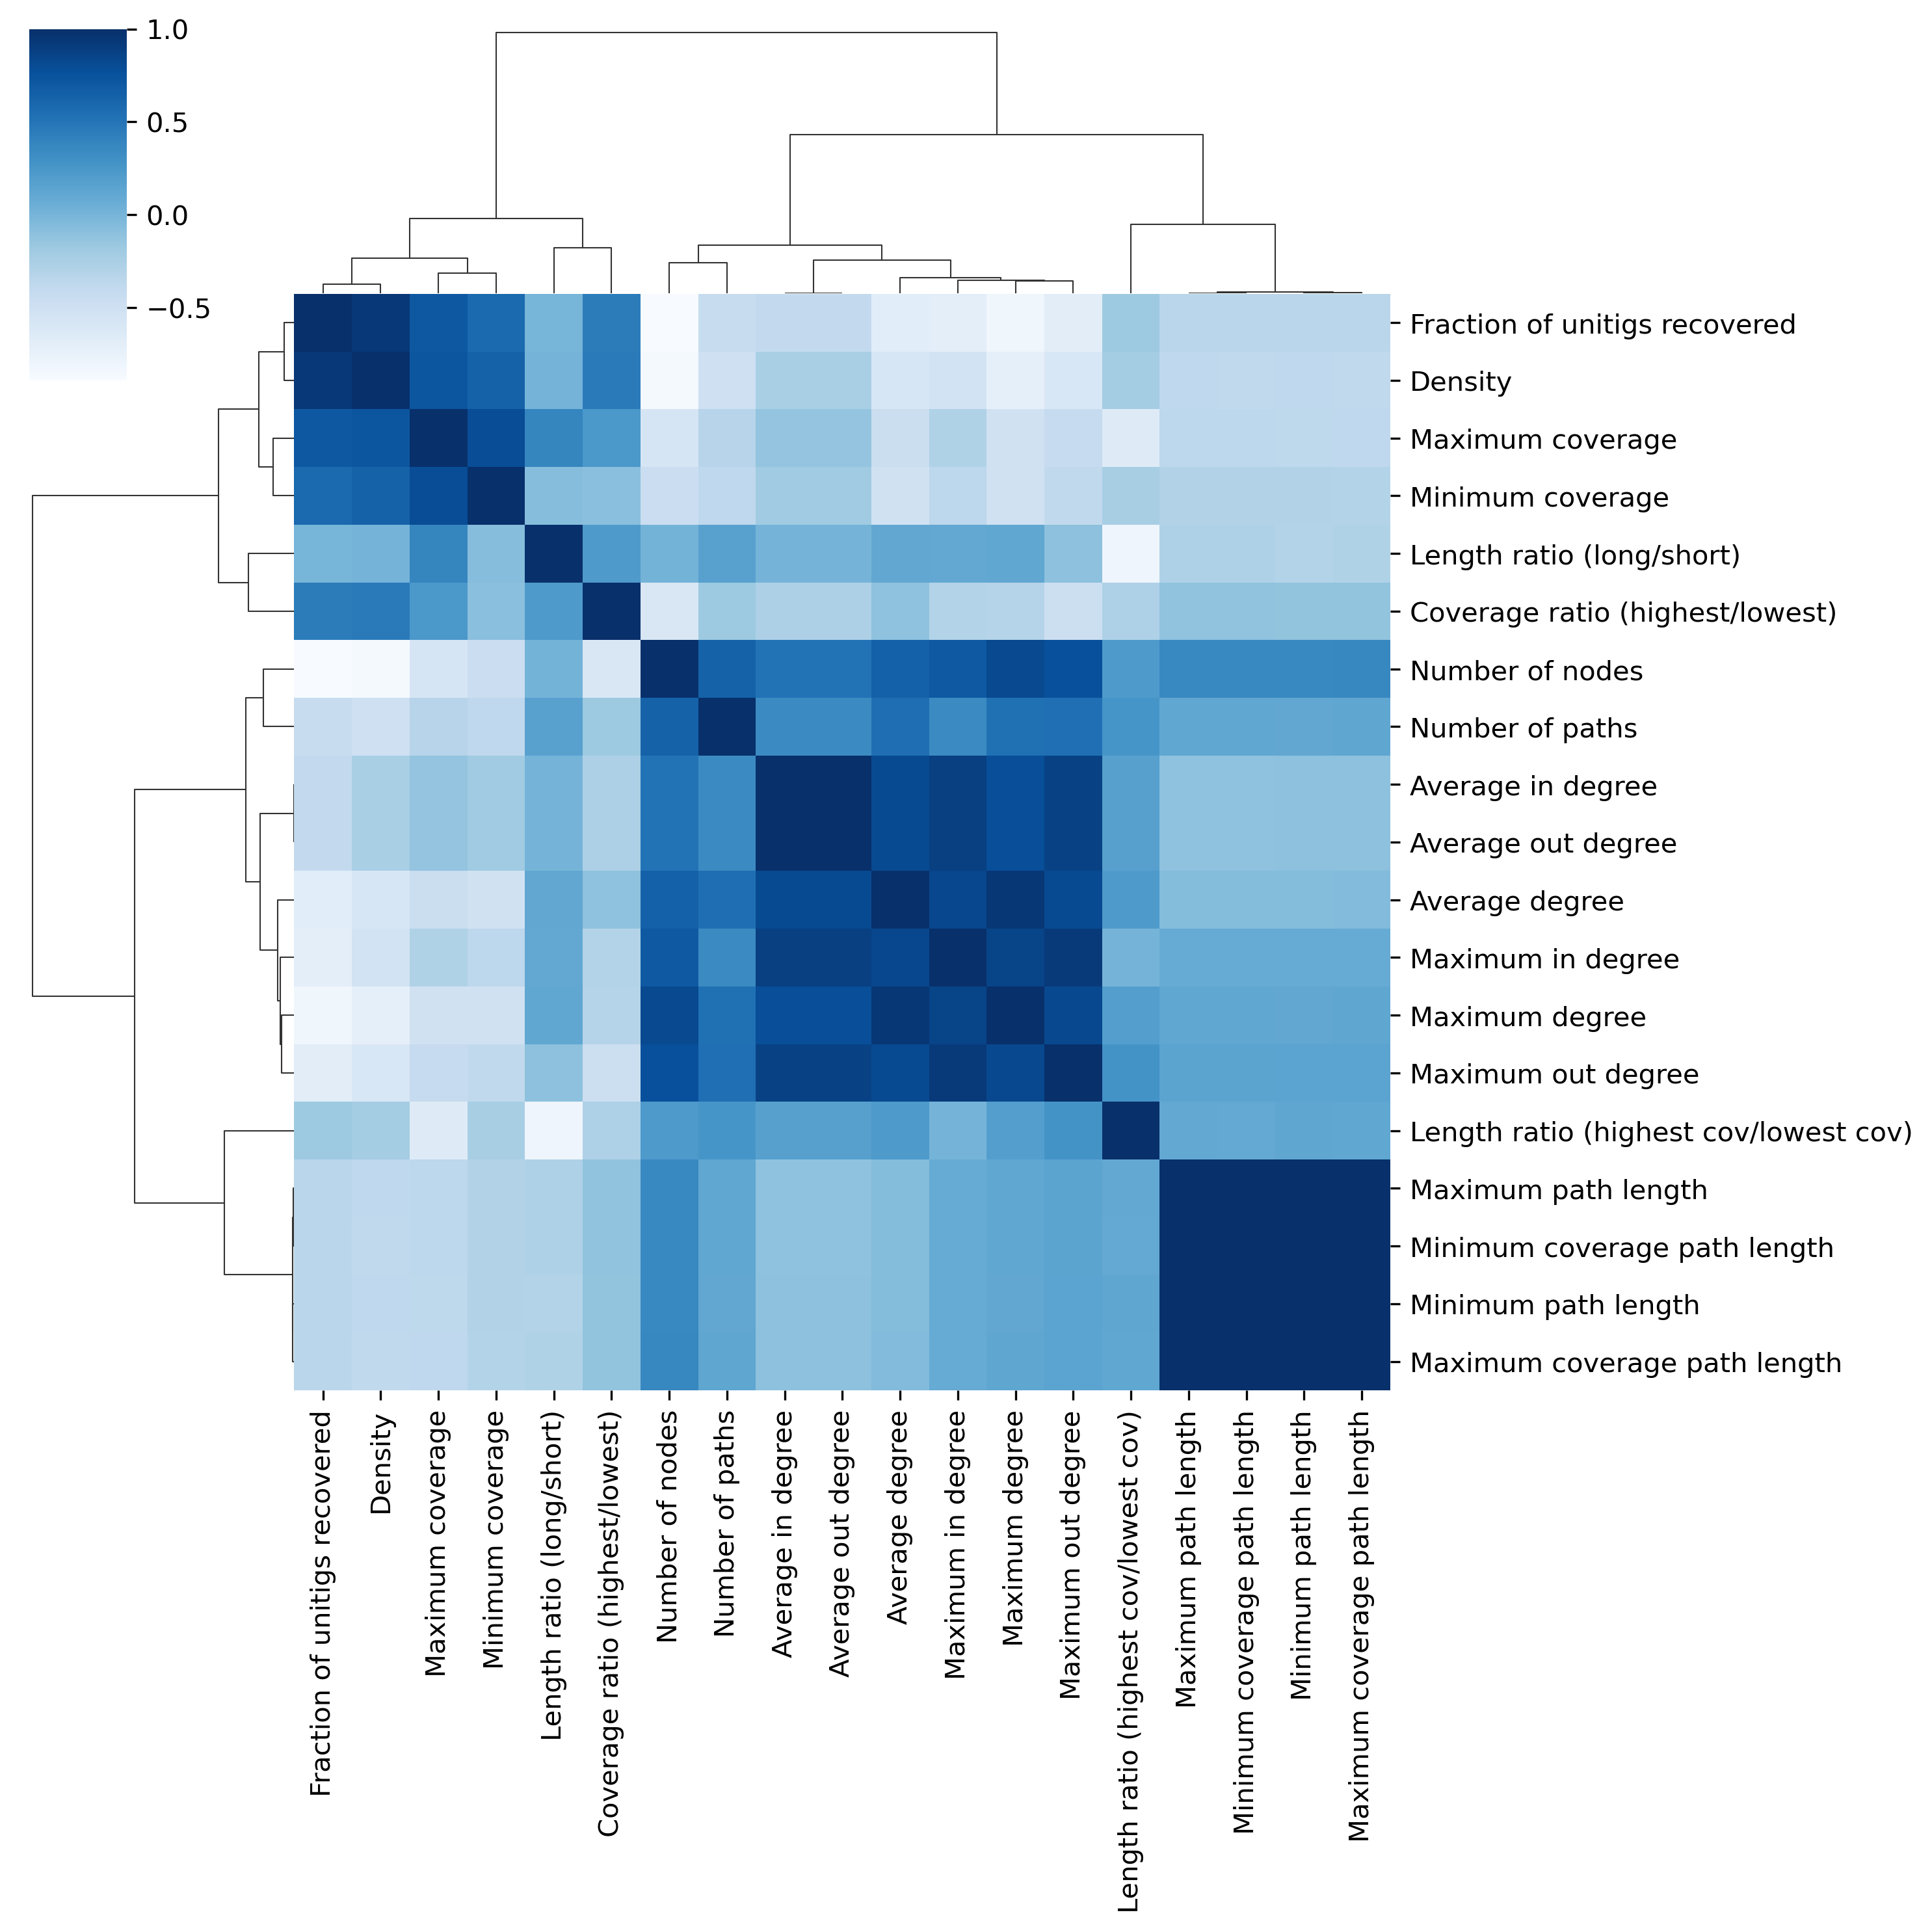 1.0
0.5
0.0
−0.5
Fraction of unitigs recovered
Density
Maximum coverage
Minimum coverage
Length ratio (long/short)
Coverage ratio (highest/lowest)
Number of nodes
Number of paths
Average in degree
Average out degree
Average degree
Maximum in degree
Maximum degree
Maximum out degree
Length ratio (highest cov/lowest cov)
Maximum path length
Minimum coverage path length
Minimum path length
Maximum coverage path length
Fraction of unitigs recovered
Density
Maximum coverage
Minimum coverage
Length ratio (long/short)
Coverage ratio (highest/lowest)
Number of nodes
Number of paths
Average in degree
Average out degree
Average degree
Maximum in degree
Maximum degree
Maximum out degree
Length ratio (highest cov/lowest cov)
Maximum path length
Minimum coverage path length
Minimum path length
Maximum coverage path length